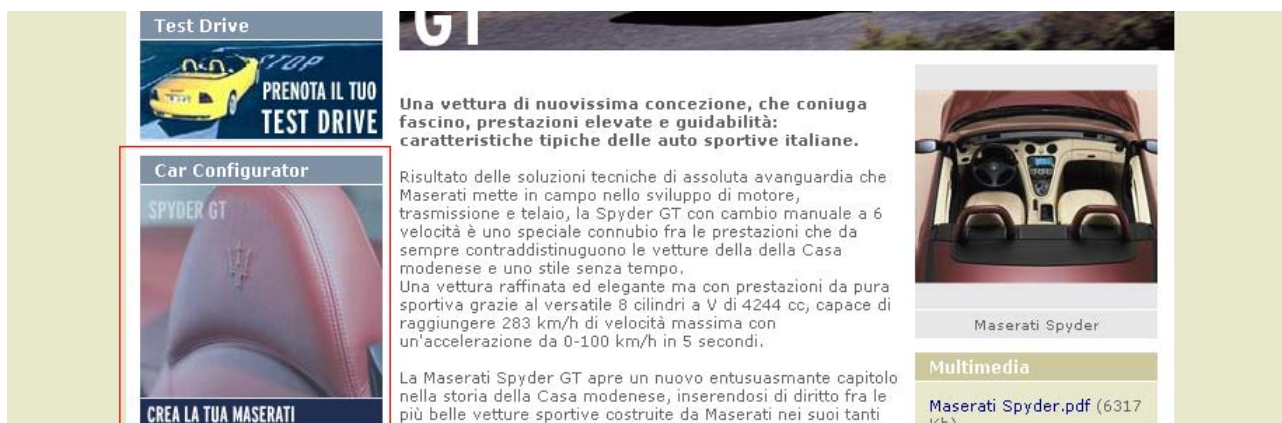 Test Drive
STOP
PRENOTA IL TUO
TEST DRIVE
Car Configurator
SPYDER GT
CREA LA TUA MASERATI
GT
Una vettura di nuovissima concezione, che coniuga
fascino, prestazioni elevate e guidabilità:
caratteristiche tipiche delle auto sportive italiane.
Risultato delle soluzioni tecniche di assoluta avanguardia che
Maserati mette in campo nello sviluppo di motore,
trasmissione e telaio, la Spyder GT con cambio manuale a 6
velocità è uno speciale connubio fra le prestazioni che da
sempre contraddistinuguono le vetture della della Casa
modenese e uno stile senza tempo.
Una vettura raffinata ed elegante ma con prestazioni da pura
sportiva grazie al versatile 8 cilindri a V di 4244 cc, capace di
raggiungere 283 km/h di velocità massima con
un'accelerazione da 0-100 km/h in 5 secondi.
La Maserati Spyder GT apre un nuovo entusuasmante capitolo
nella storia della Casa modenese, inserendosi di diritto fra le
più belle vetture sportive costruite da Maserati nei suoi tanti
Maserati Spyder
Multimedia
Maserati Spyder.pdf (6317
Kb)